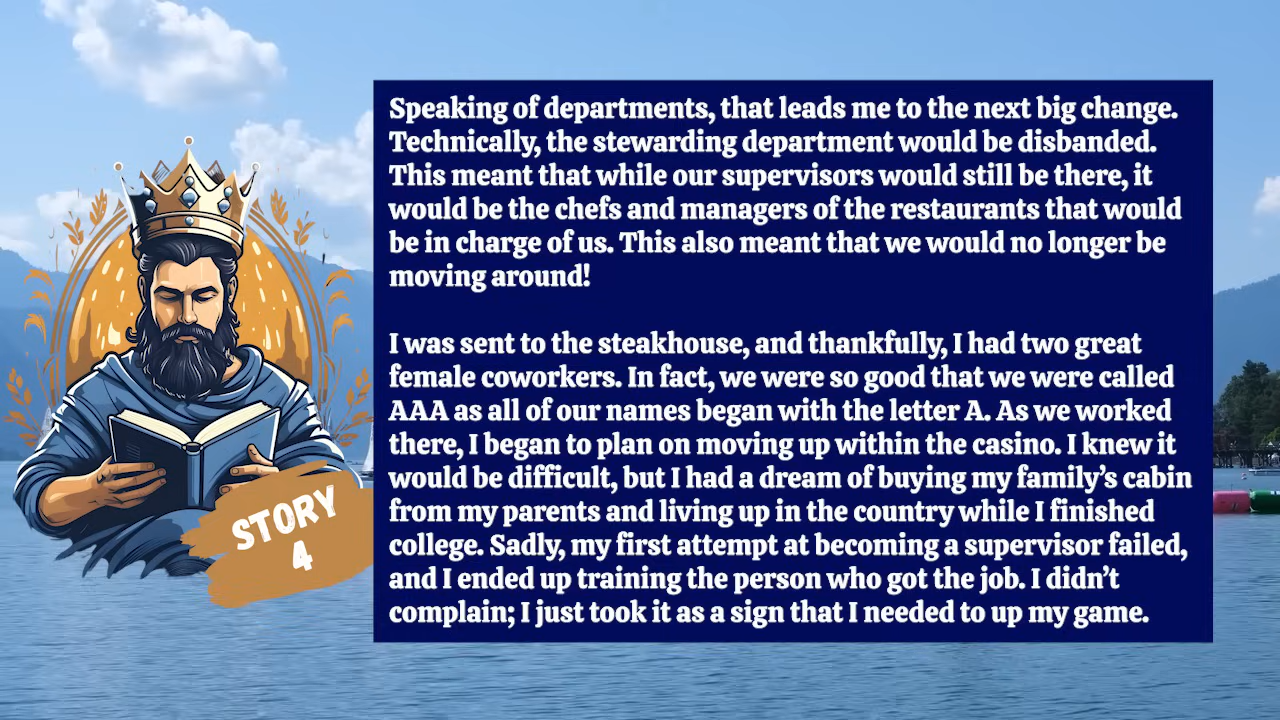 Speaking of departments, that leads me to the next big change.
Technically, the stewarding department would be disbanded.
This meant that while our supervisors would still be there, it
would be the chefs and managers of the restaurants that would
be in charge of us. This also meant that we would no longer be
moving around!
I was sent to the steakhouse, and thankfully, I had two great
female coworkers. In fact, we were so good that we were called
AAA as all of our names began with the letter A. As we worked
there, I began to plan on moving up within the casino. I knew it
would be difficult, but I had a dream of buying my family’s cabin
from my parents and living up in the country while I finished
college. Sadly, my first attempt at becoming a supervisor failed,
and I ended up training the person who got the job. I didn’t
complain; I just took it as a sign that I needed to up my game.
STORY
4